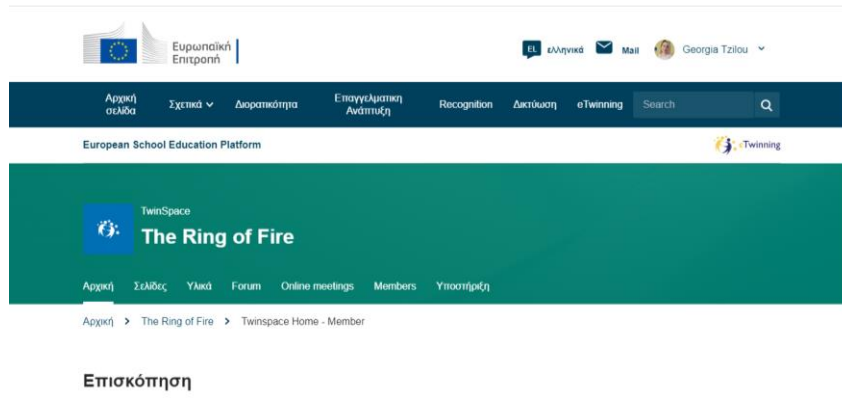 Ευρωπαϊκή
Επιτροπή
EL ελληνικά Mail Georgia Tzilou
Αρχική
σελίδα
Σχετικά
Διορατικότητα
Επαγγελματικη
Ανάπτυξη
Recognition
Δικτύωση
eTwinning
Search
European School Education Platform
eTwinning
TwinSpace
The Ring of Fire
Αρχική Σελίδες Υλικά Forum Online meetings Members Υποστήριξη
Αρχική > The Ring of Fire > Twinspace Home - Member
Επισκόπηση